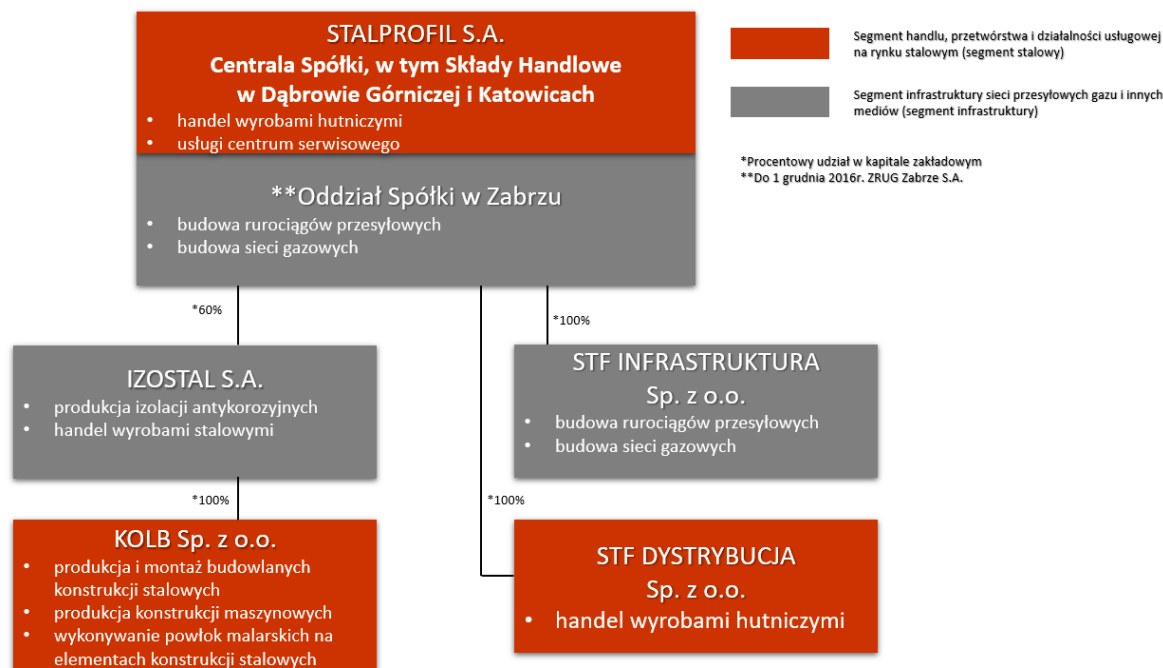 STALPROFIL S.A.
Centrala Spółki, w tym Składy Handlowe
w Dąbrowie Górniczej i Katowicach
• handel wyrobami hutniczymi
• usługi centrum serwisowego
**Oddział Spółki w Zabrzu
• budowa rurociągów przesyłowych
• budowa sieci gazowych
Segment handlu, przetwórstwa i działalności usługowej
na rynku stalowym (segment stalowy)
Segment infrastruktury sieci przesyłowych gazu i innych
mediów (segment infrastruktury)
*Procentowy udział w kapitale zakładowym
**Do 1 grudnia 2016r. ZRUG Zabrze S.A.
*60%
*100%
IZOSTAL S.A.
• produkcja izolacji antykorozyjnych
• handel wyrobami stalowymi
STF INFRASTRUKTURA
Sp. z o.o.
• budowa rurociągów przesyłowych
• budowa sieci gazowych
*100%
*100%
KOLB Sp. z o.o.
• produkcja i montaż budowlanych
konstrukcji stalowych
• produkcja konstrukcji maszynowych
• wykonywanie powłok malarskich na
elementach konstrukcji stalowych
STF DYSTRYBUCJA
Sp. z o.o.
• handel wyrobami hutniczymi